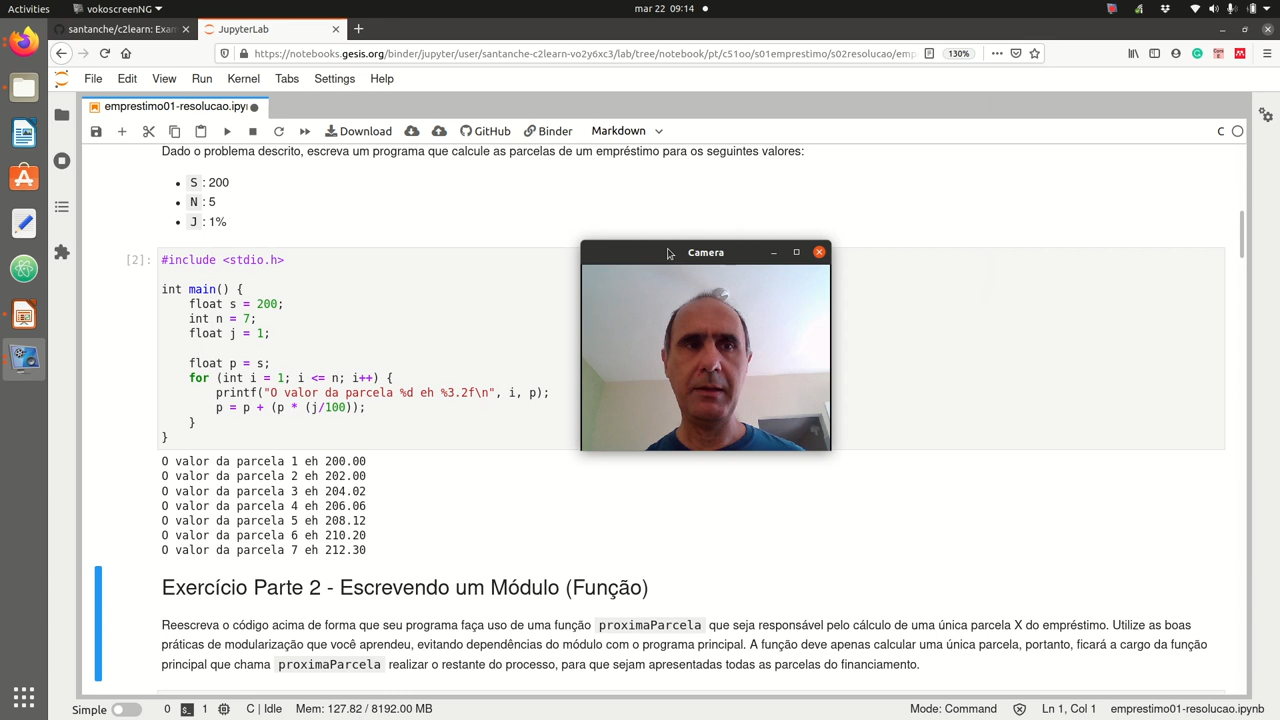 Activities
vokoscreenNG
mar 22 09:14
santanche/c2learn: Exam
JupyterLab
https://notebooks.gesis.org/binder/jupyter/user/santanche-c2learn-vo2y6xc3/lab/tree/notebook/pt/c51oo/s01emprestimo/s02resolucao/emp
130%
File Edit View Run Kernel Tabs Settings Help
emprestimo01-resolucao.ipyn
Download GitHub Binder Markdown C
Dado o problema descrito, escreva um programa que calcule as parcelas de um empréstimo para os seguintes valores:
• S : 200
• N : 5
• J : 1%
[2]: #include <stdio.h>
int main() {
float s = 200;
int n = 7;
float j = 1;
float p = s;
for (int i = 1; i <= n; i++) {
printf("O valor da parcela %d eh %3.2f\n", i, p);
p = p + (p * (j/100));
}
}
Camera
O valor da parcela 1 eh 200.00
O valor da parcela 2 eh 202.00
O valor da parcela 3 eh 204.02
O valor da parcela 4 eh 206.06
O valor da parcela 5 eh 208.12
O valor da parcela 6 eh 210.20
O valor da parcela 7 eh 212.30
Exercício Parte 2 - Escrevendo um Módulo (Função)
Reescreva o código acima de forma que seu programa faça uso de uma função proximaParcela que seja responsável pelo cálculo de uma única parcela X do empréstimo. Utilize as boas
práticas de modularização que você aprendeu, evitando dependências do módulo com o programa principal. A função deve apenas calcular uma única parcela, portanto, ficará a cargo da função
principal que chama proximaParcela realizar o restante do processo, para que sejam apresentadas todas as parcelas do financiamento.
Simple 0 1 C | Idle Mem: 127.82 / 8192.00 MB Mode: Command Ln 1, Col 1 emprestimo01-resolucao.ipynb